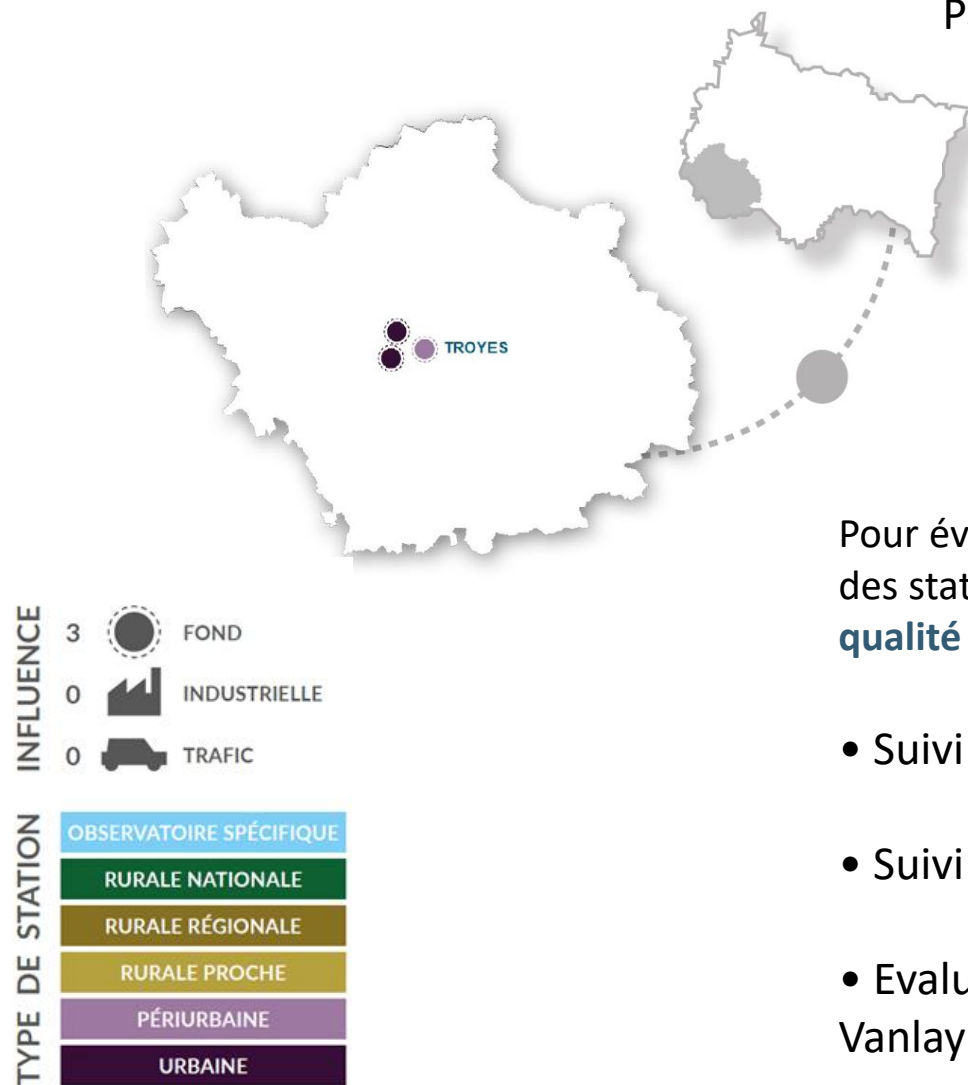 P
TROYES
Pour év
des stat
qualité
• Suivi
• Suivi
• Evalu
Vanlay
INFLUENCE
3 FOND
0 INDUSTRIELLE
0 TRAFIC
TYPE DE STATION
OBSERVATOIRE SPÉCIFIQUE
RURALE NATIONALE
RURALE RÉGIONALE
RURALE PROCHE
PÉRIURBAINE
URBAINE